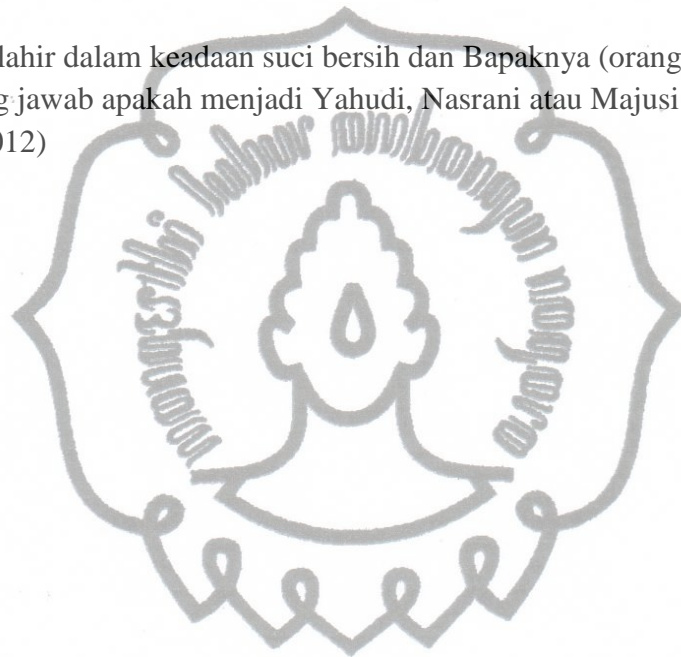 lahir dalam keadaan suci bersih dan Bapaknya (orang
g jawab apakah menjadi Yahudi, Nasrani atau Majusi
012)